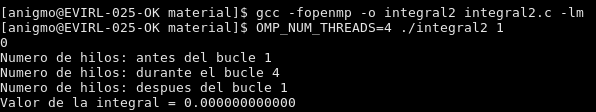 [anigmo@EVIRL-025-OK material]$ gcc -fopenmp -o integral2 integral2.c -lm
[anigmo@EVIRL-025-OK material]$ OMP_NUM_THREADS=4 ./integral2 1
0
Numero de hilos: antes del bucle 1
Numero de hilos: durante el bucle 4
Numero de hilos: despues del bucle 1
Valor de la integral = 0.000000000000